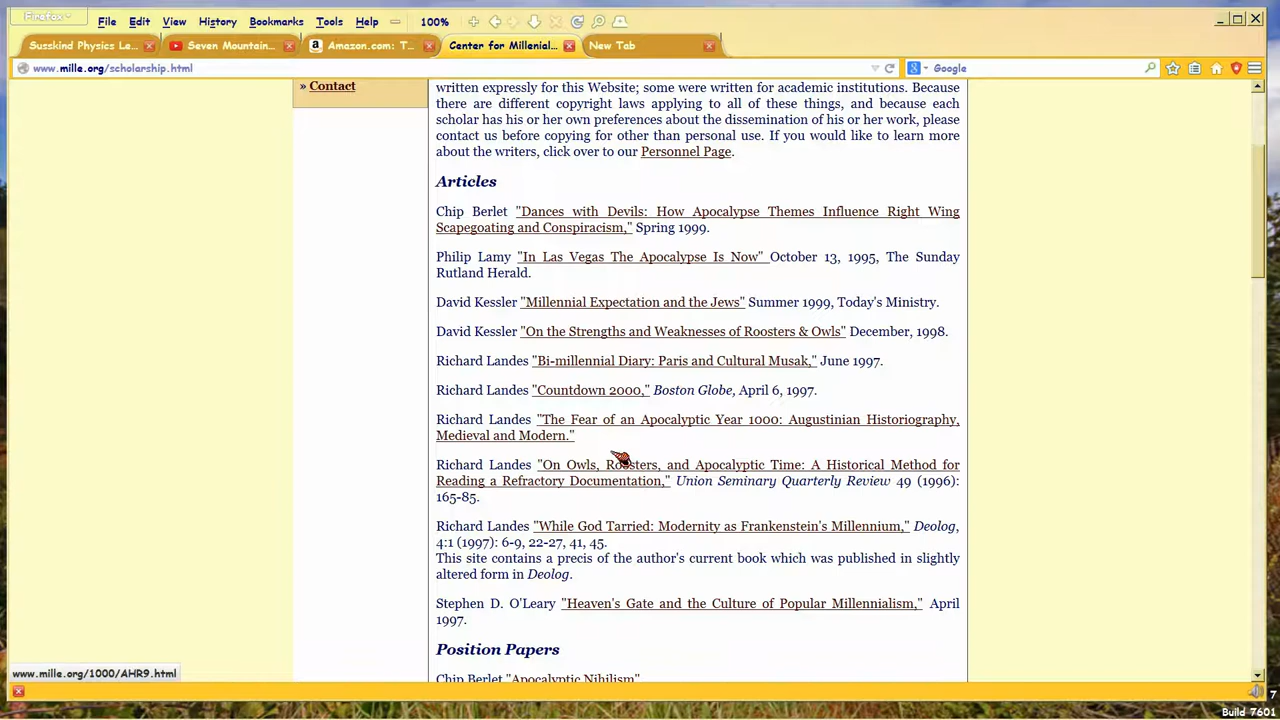 Firefox
File Edit View History Bookmarks Tools Help 100%
Susskind Physics Le...
Seven Mountain...
Amazon.com: T...
Center for Millenial...
New Tab
www.mille.org/scholarship.html
Google
» Contact
written expressly for this Website; some were written for academic institutions. Because
there are different copyright laws applying to all of these things, and because each
scholar has his or her own preferences about the dissemination of his or her work, please
contact us before copying for other than personal use. If you would like to learn more
about the writers, click over to our Personnel Page.
Articles
Chip Berlet "Dances with Devils: How Apocalypse Themes Influence Right Wing
Scapegoating and Conspiracism," Spring 1999.
Philip Lamy "In Las Vegas The Apocalypse Is Now" October 13, 1995, The Sunday
Rutland Herald.
David Kessler "Millennial Expectation and the Jews" Summer 1999, Today's Ministry.
David Kessler "On the Strengths and Weaknesses of Roosters & Owls" December, 1998.
Richard Landes "Bi-millennial Diary: Paris and Cultural Musak," June 1997.
Richard Landes "Countdown 2000," Boston Globe, April 6, 1997.
Richard Landes "The Fear of an Apocalyptic Year 1000: Augustinian Historiography,
Medieval and Modern."
Richard Landes "On Owls, Roosters, and Apocalyptic Time: A Historical Method for
Reading a Refractory Documentation," Union Seminary Quarterly Review 49 (1996):
165-85.
Richard Landes "While God Tarried: Modernity as Frankenstein's Millennium," Deolog,
4:1 (1997): 6-9, 22-27, 41, 45.
This site contains a precis of the author's current book which was published in slightly
altered form in Deolog.
Stephen D. O'Leary "Heaven's Gate and the Culture of Popular Millennialism," April
1997.
Position Papers
Chip Berlet "Apocalyptic Nihilism"
www.mille.org/1000/AHR9.html
7
Build 7601